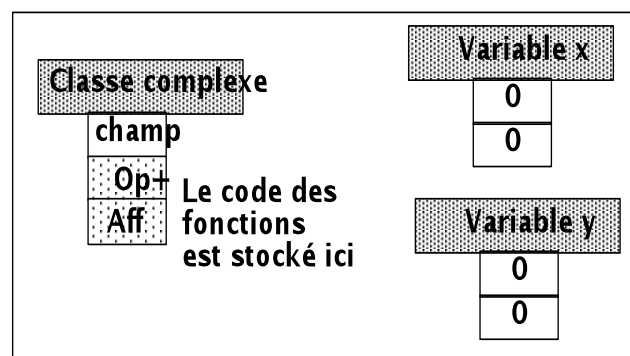 Classe complexe
champ
Op+
Aff
Le code des
fonctions
est stocké ici
Variable x
0
0
Variable y
0
0